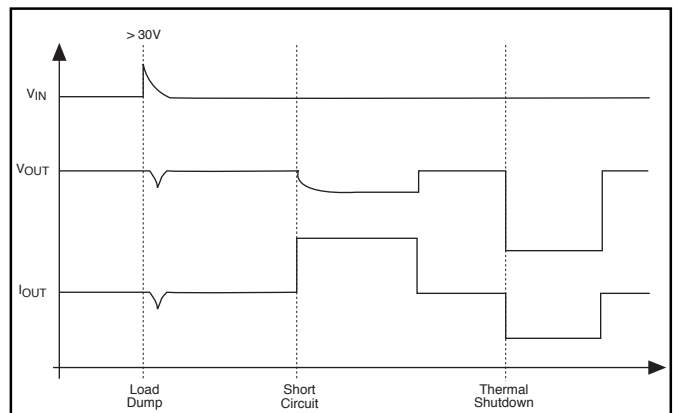 > 30V
VIN
VOUT
IOUT
Load
Dump
Short
Circuit
Thermal
Shutdown